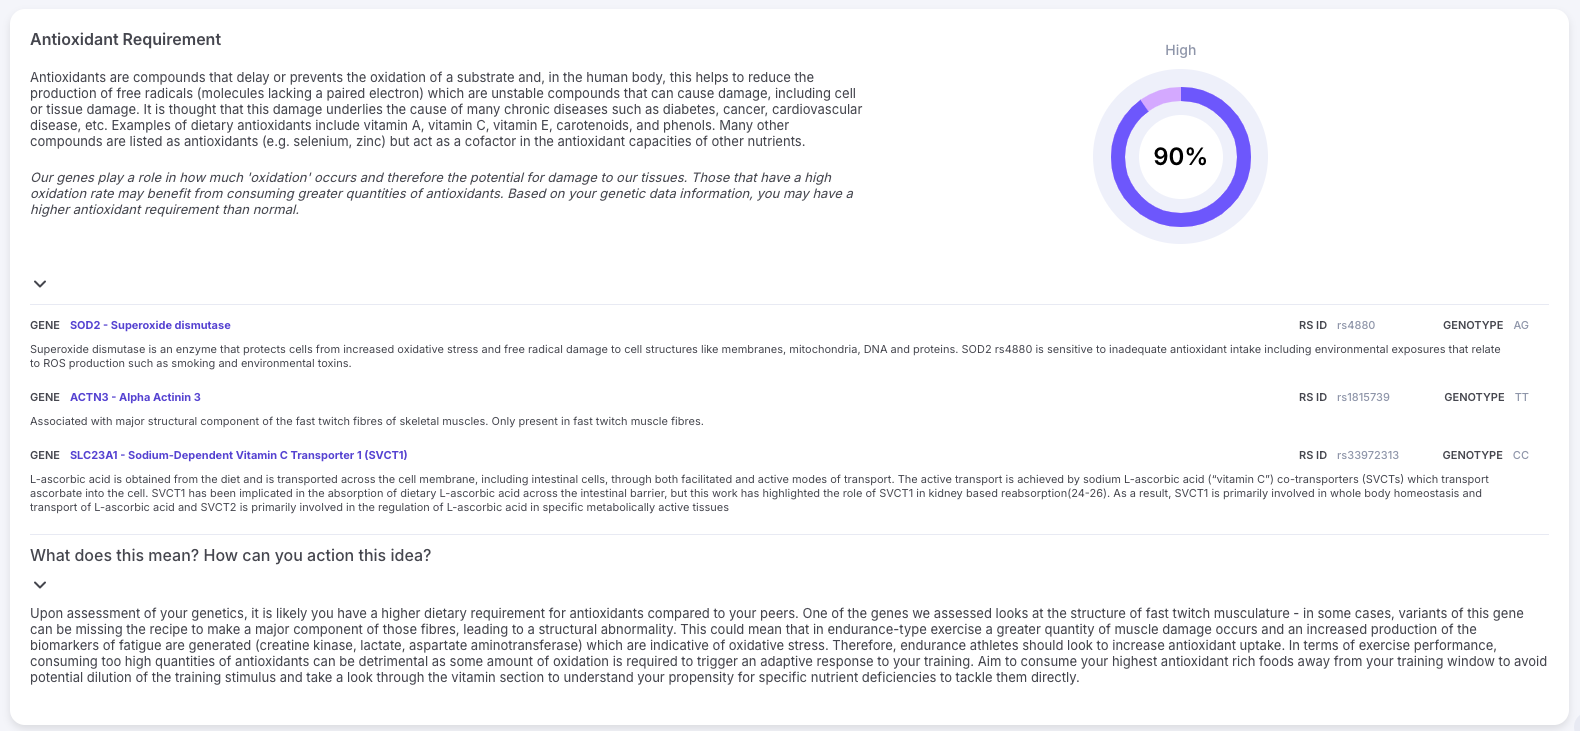 Antioxidant Requirement
High
Antioxidants are compounds that delay or prevents the oxidation of a substrate and, in the human body, this helps to reduce the
production of free radicals (molecules lacking a paired electron) which are unstable compounds that can cause damage, including cell
or tissue damage. It is thought that this damage underlies the cause of many chronic diseases such as diabetes, cancer, cardiovascular
disease, etc. Examples of dietary antioxidants include vitamin A, vitamin C, vitamin E, carotenoids, and phenols. Many other
compounds are listed as antioxidants (e.g. selenium, zinc) but act as a cofactor in the antioxidant capacities of other nutrients.
90%
Our genes play a role in how much 'oxidation' occurs and therefore the potential for damage to our tissues. Those that have a high
oxidation rate may benefit from consuming greater quantities of antioxidants. Based on your genetic data information, you may have a
higher antioxidant requirement than normal.
GENE SOD2 - Superoxide dismutase RS ID rs4880 GENOTYPE AG
Superoxide dismutase is an enzyme that protects cells from increased oxidative stress and free radical damage to cell structures like membranes, mitochondria, DNA and proteins. SOD2 rs4880 is sensitive to inadequate antioxidant intake including environmental exposures that relate
to ROS production such as smoking and environmental toxins.
GENE ACTN3 - Alpha Actinin 3 RS ID rs1815739 GENOTYPE TT
Associated with major structural component of the fast twitch fibres of skeletal muscles. Only present in fast twitch muscle fibres.
GENE SLC23A1 - Sodium-Dependent Vitamin C Transporter 1 (SVCT1) RS ID rs33972313 GENOTYPE CC
L-ascorbic acid is obtained from the diet and is transported across the cell membrane, including intestinal cells, through both facilitated and active modes of transport. The active transport is achieved by sodium L-ascorbic acid (“vitamin C”) co-transporters (SVCTs) which transport
ascorbate into the cell. SVCT1 has been implicated in the absorption of dietary L-ascorbic acid across the intestinal barrier, but this work has highlighted the role of SVCT1 in kidney based reabsorption(24-26). As a result, SVCT1 is primarily involved in whole body homeostasis and
transport of L-ascorbic acid and SVCT2 is primarily involved in the regulation of L-ascorbic acid in specific metabolically active tissues
What does this mean? How can you action this idea?
Upon assessment of your genetics, it is likely you have a higher dietary requirement for antioxidants compared to your peers. One of the genes we assessed looks at the structure of fast twitch musculature - in some cases, variants of this gene
can be missing the recipe to make a major component of those fibres, leading to a structural abnormality. This could mean that in endurance-type exercise a greater quantity of muscle damage occurs and an increased production of the
biomarkers of fatigue are generated (creatine kinase, lactate, aspartate aminotransferase) which are indicative of oxidative stress. Therefore, endurance athletes should look to increase antioxidant uptake. In terms of exercise performance,
consuming too high quantities of antioxidants can be detrimental as some amount of oxidation is required to trigger an adaptive response to your training. Aim to consume your highest antioxidant rich foods away from your training window to avoid
potential dilution of the training stimulus and take a look through the vitamin section to understand your propensity for specific nutrient deficiencies to tackle them directly.